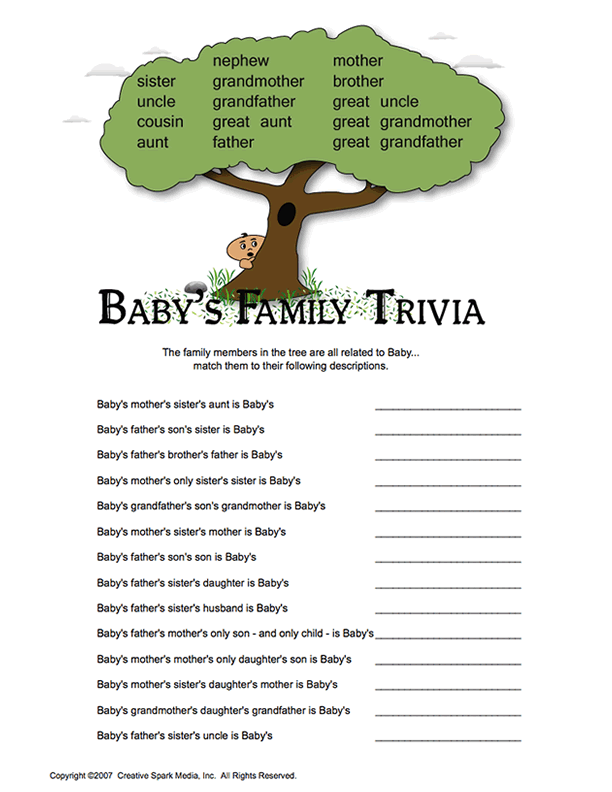 nephew mother
sister grandmother brother
uncle grandfather great uncle
cousin great aunt great grandmother
aunt father great grandfather
BABY'S FAMILY TRIVIA
The family members in the tree are all related to Baby...
match them to their following descriptions.
Baby's mother's sister's aunt is Baby's
Baby's father's son's sister is Baby's
Baby's father's brother's father is Baby's
Baby's mother's only sister's sister is Baby's
Baby's grandfather's son's grandmother is Baby's
Baby's mother's sister's mother is Baby's
Baby's father's son's son is Baby's
Baby's father's sister's daughter is Baby's
Baby's father's sister's husband is Baby's
Baby's father's mother's only son - and only child - is Baby's
Baby's mother's mother's only daughter's son is Baby's
Baby's mother's sister's daughter's mother is Baby's
Baby's grandmother's daughter's grandfather is Baby's
Baby's father's sister's uncle is Baby's
Copyright ©2007 Creative Spark Media, Inc. All Rights Reserved.